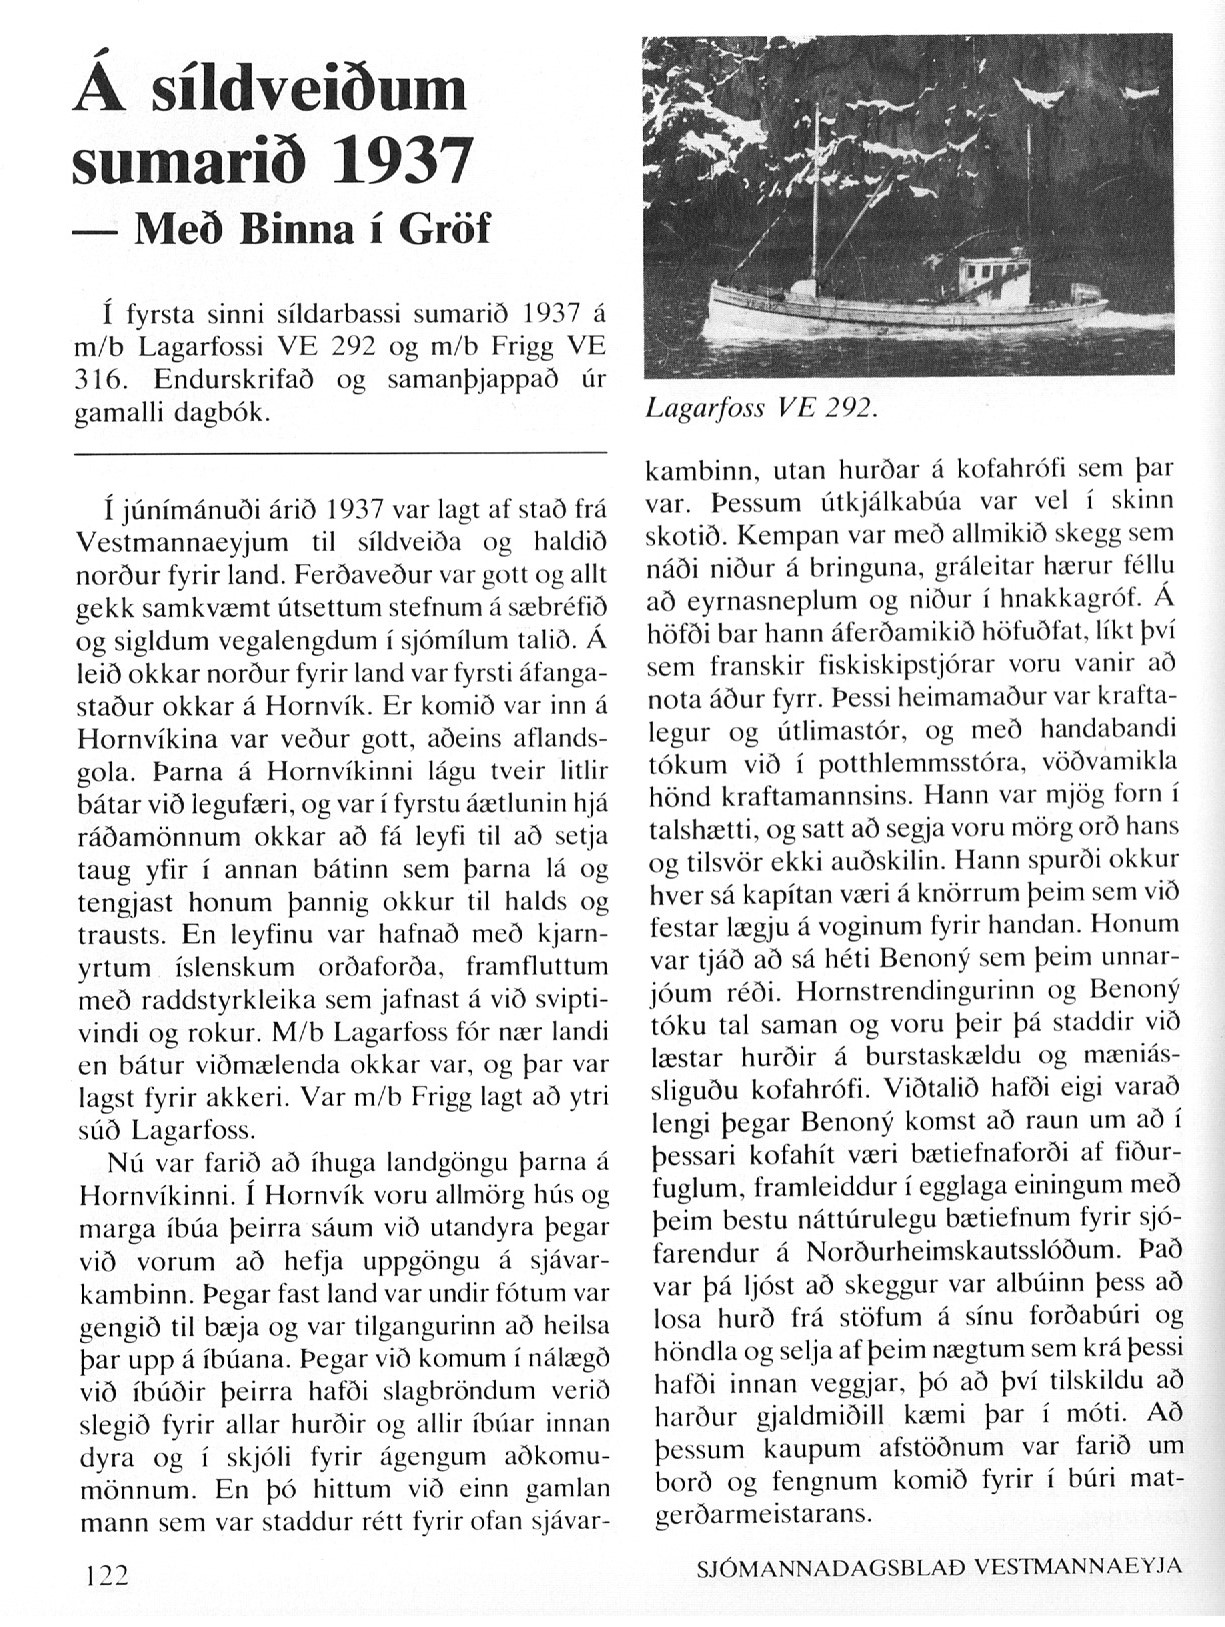 Á síldveiðum
sumarið 1937
— Með Binna í Gröf
Í fyrsta sinni síldarbassi sumarið 1937 á
m/b Lagarfossi VE 292 og m/b Frigg VE
316. Endurskrifað og samanþjappað úr
gamalli dagbók.
Í júnímánuði árið 1937 var lagt af stað frá
Vestmannaeyjum til síldveiða og haldið
norður fyrir land. Ferðaveður var gott og allt
gekk samkvæmt útsettum stefnum á sæbréfið
og sigldum vegalengdum í sjómílum talið. Á
leið okkar norður fyrir land var fyrsti áfanga-
staður okkar á Hornvík. Er komið var inn á
Hornvíkina var veður gott, aðeins aflands-
gola. Þarna á Hornvíkinni lágu tveir litlir
bátar við legufæri, og var í fyrstu áætlunin hjá
ráðamönnum okkar að fá leyfi til að setja
taug yfir í annan bátinn sem þarna lá og
tengjast honum þannig okkur til halds og
trausts. En leyfinu var hafnað með kjarn-
yrtum íslenskum orðaforða, framfluttum
með raddstyrkleika sem jafnast á við svipti-
vindi og rokur. M/b Lagarfoss fór nær landi
en bátur viðmælenda okkar var, og þar var
lagst fyrir akkeri. Var m/b Frigg lagt að ytri
súð Lagarfoss.
Nú var farið að íhuga landgöngu þarna á
Hornvíkinni. Í Hornvík voru allmörg hús og
marga íbúa þeirra sáum við utandyra þegar
við vorum að hefja uppgöngu á sjávar-
kambinn. Þegar fast land var undir fótum var
gengið til bæja og var tilgangurinn að heilsa
þar upp á íbúana. Þegar við komum í nálægð
við íbúðir þeirra hafði slagbröndum verið
slegið fyrir allar hurðir og allir íbúar innan
dyra og í skjóli fyrir ágengum aðkomu-
mönnum. En þó hittum við einn gamlan
mann sem var staddur rétt fyrir ofan sjávar-
Lagarfoss VE 292.
kambinn, utan hurðar á kofahrófi sem þar
var. Þessum útkjálkabúa var vel í skinn
skotið. Kempan var með allmikið skegg sem
náði niður á bringuna, gráleitar hærur féllu
að eyrnasneplum og niður í hnakkagróf. Á
höfði bar hann áferðamikið höfuðfat, líkt því
sem franskir fiskiskipstjórar voru vanir að
nota áður fyrr. Þessi heimamaður var krafta-
legur og útlimastór, og með handabandi
tókum við í potthlemmsstóra, vöðvamikla
hönd kraftamannsins. Hann var mjög forn í
talshætti, og satt að segja voru mörg orð hans
og tilsvör ekki auðskilin. Hann spurði okkur
hver sá kapítan væri á knörrum þeim sem við
festar lægju á voginum fyrir handan. Honum
var tjáð að sá héti Benoný sem þeim unnar-
jóum réði. Hornstrendingurinn og Benoný
tóku tal saman og voru þeir þá staddir við
læstar hurðir á burstaskældu og mæniás-
sliguðu kofahrófi. Viðtalið hafði eigi varað
lengi þegar Benoný komst að raun um að í
þessari kofahít væri bætiefnaforði af fiður-
fuglum, framleiddur í egglaga einingum með
þeim bestu náttúrulegu bætiefnum fyrir sjó-
farendur á Norðurheimskautsslóðum. Það
var þá ljóst að skeggur var albúinn þess að
losa hurð frá stöfum á sínu forðabúri og
höndla og selja af þeim nægtum sem krá þessi
hafði innan veggjar, þó að því tilskildu að
harður gjaldmiðill kæmi þar í móti. Að
þessum kaupum afstöðnum var farið um
borð og fengnum komið fyrir í búri mat-
gerðarmeistarans.
122
SJÓMANNADAGSBLAÐ VESTMANNAEYJA